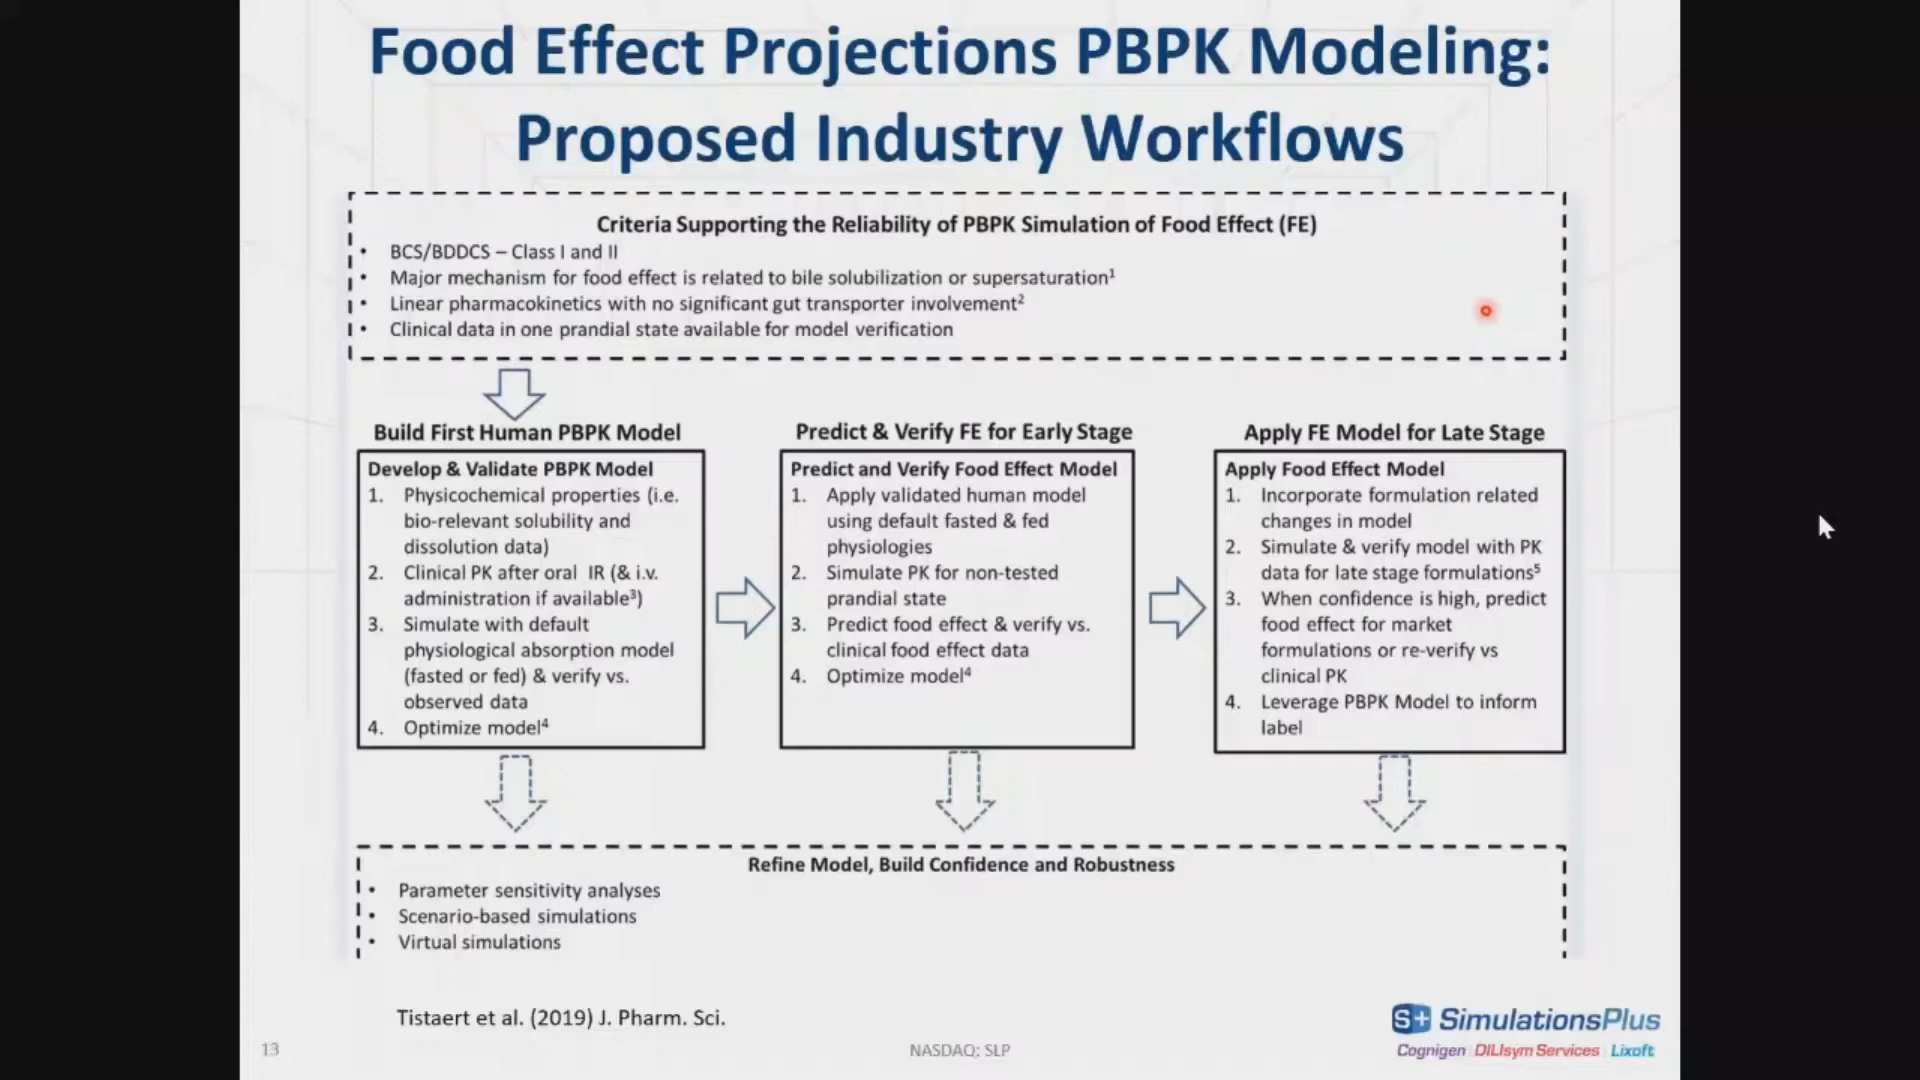 Food Effect Projections PBPK Modeling:
Proposed Industry Workflows
Criteria Supporting the Reliability of PBPK Simulation of Food Effect (FE)
• BCS/BDDCS – Class I and II
• Major mechanism for food effect is related to bile solubilization or supersaturation¹
• Linear pharmacokinetics with no significant gut transporter involvement²
• Clinical data in one prandial state available for model verification
Build First Human PBPK Model
Develop & Validate PBPK Model
1. Physicochemical properties (i.e.
bio-relevant solubility and
dissolution data)
2. Clinical PK after oral IR (& i.v.
administration if available³)
3. Simulate with default
physiological absorption model
(fasted or fed) & verify vs.
observed data
4. Optimize model⁴
Predict & Verify FE for Early Stage
Predict and Verify Food Effect Model
1. Apply validated human model
using default fasted & fed
physiologies
2. Simulate PK for non-tested
prandial state
3. Predict food effect & verify vs.
clinical food effect data
4. Optimize model⁴
Apply FE Model for Late Stage
Apply Food Effect Model
1. Incorporate formulation related
changes in model
2. Simulate & verify model with PK
data for late stage formulations⁵
3. When confidence is high, predict
food effect for market
formulations or re-verify vs
clinical PK
4. Leverage PBPK Model to inform
label
Refine Model, Build Confidence and Robustness
• Parameter sensitivity analyses
• Scenario-based simulations
• Virtual simulations
Tistaert et al. (2019) J. Pharm. Sci.
13
NASDAQ: SLP
S+ SimulationsPlus
Cognigen | DILIsym Services | Lixoft